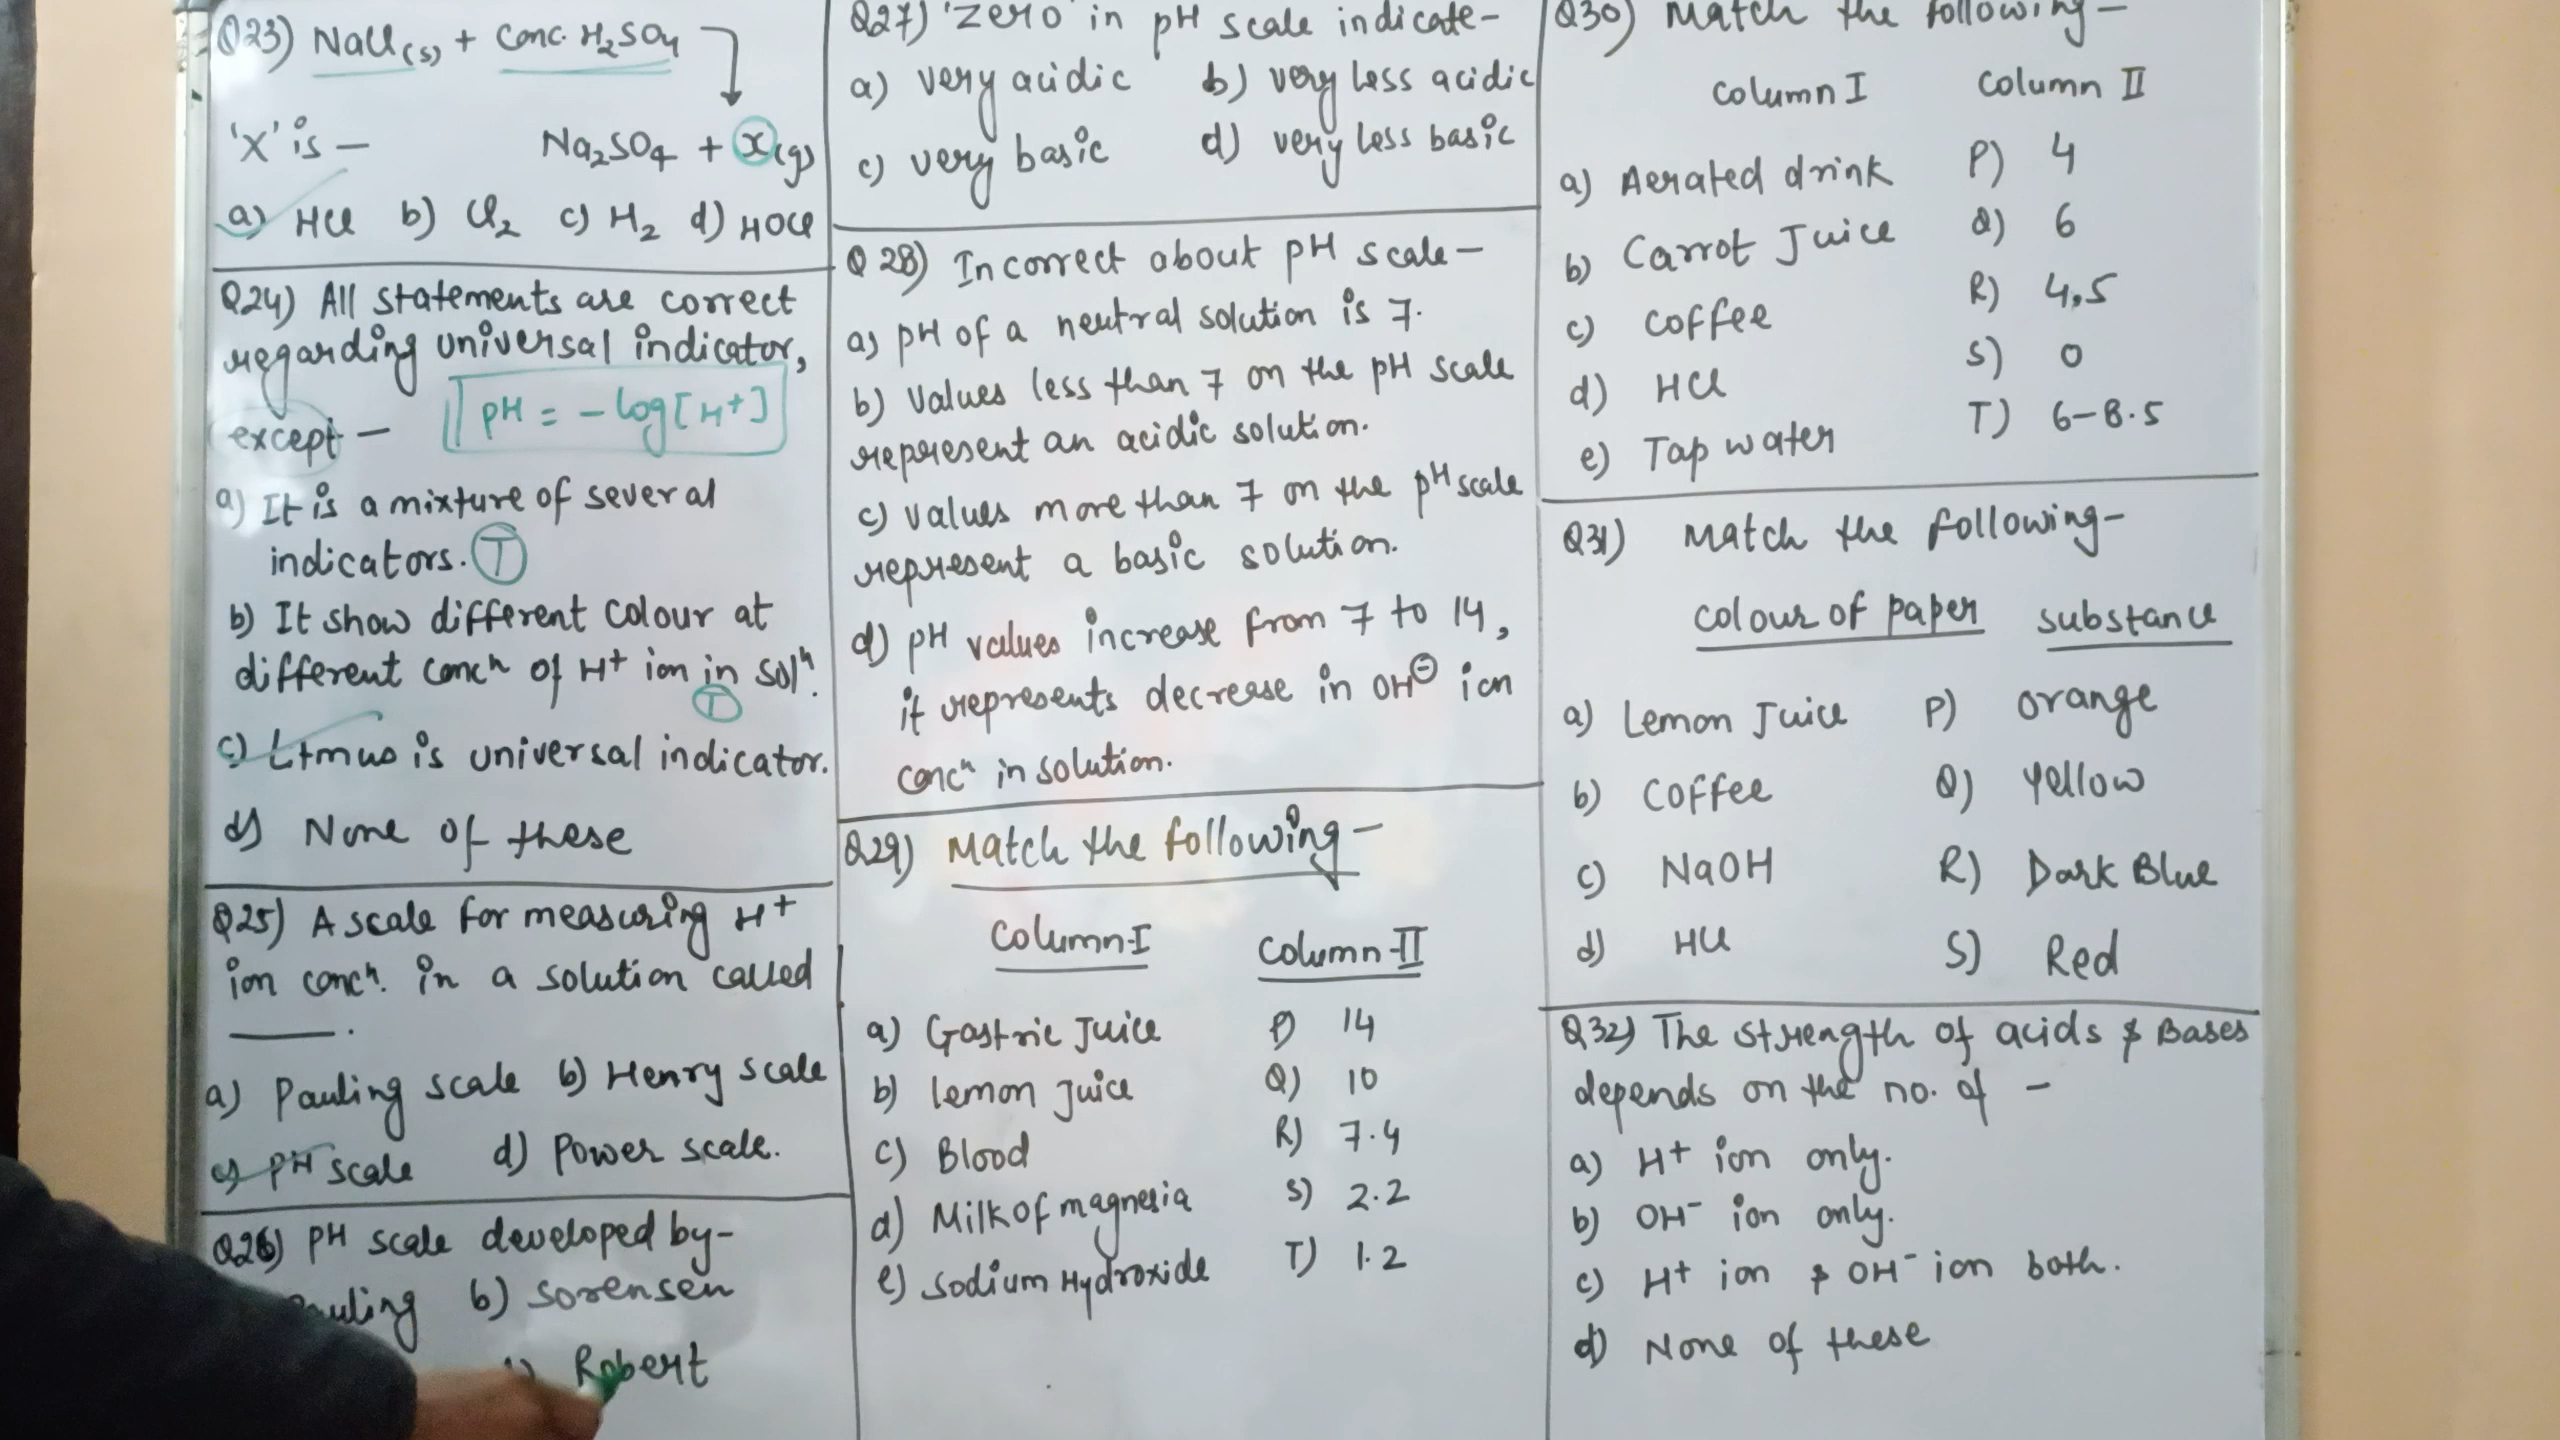 Q23) NaCl(s) + Conc. H₂SO₄
'X' is – Na₂SO₄ + X(g)
a) HCl b) Cl₂ c) H₂ d) HOCl
Q24) All statements are correct
regarding universal indicator,
except –
pH = - log[H⁺]
a) It is a mixture of several
indicators. T
b) It show different colour at
different concⁿ of H⁺ ion in solⁿ.
T
c) Litmus is universal indicator.
d) None of these
Q25) A scale for measuring H⁺
ion concⁿ. in a solution called
_____.
a) Pauling scale b) Henry scale
c) PH scale d) Power scale.
Q26) PH scale developed by-
b) Sorensen
Robert
Q27) 'Zero' in pH scale indicate-
a) very acidic b) very less acidic
c) very basic d) very less basic
Q28) Incorrect about pH scale –
a) pH of a neutral solution is 7.
b) Values less than 7 on the pH scale
represent an acidic solution.
c) values more than 7 on the pH scale
represent a basic solution.
d) pH values increase from 7 to 14,
it represents decrease in OH⊖ ion
concⁿ in solution.
Q29) Match the following –
Column-I Column-II
a) Gastric Juice P) 14
b) lemon juice Q) 10
c) Blood R) 7.4
d) Milk of magnesia S) 2.2
e) Sodium Hydroxide T) 1.2
Q30) Match the following –
Column I Column II
a) Aerated drink P) 4
b) Carrot Juice Q) 6
c) Coffee R) 4.5
d) HCl S) 0
e) Tap water T) 6-8.5
Q31) Match the following-
Colour of paper Substance
a) Lemon Juice P) Orange
b) Coffee Q) Yellow
c) NaOH R) Dark Blue
d) HCl S) Red
Q32) The strength of acids & Bases
depends on the no. of –
a) H⁺ ion only.
b) OH⁻ ion only.
c) H⁺ ion & OH⁻ ion both.
d) None of these